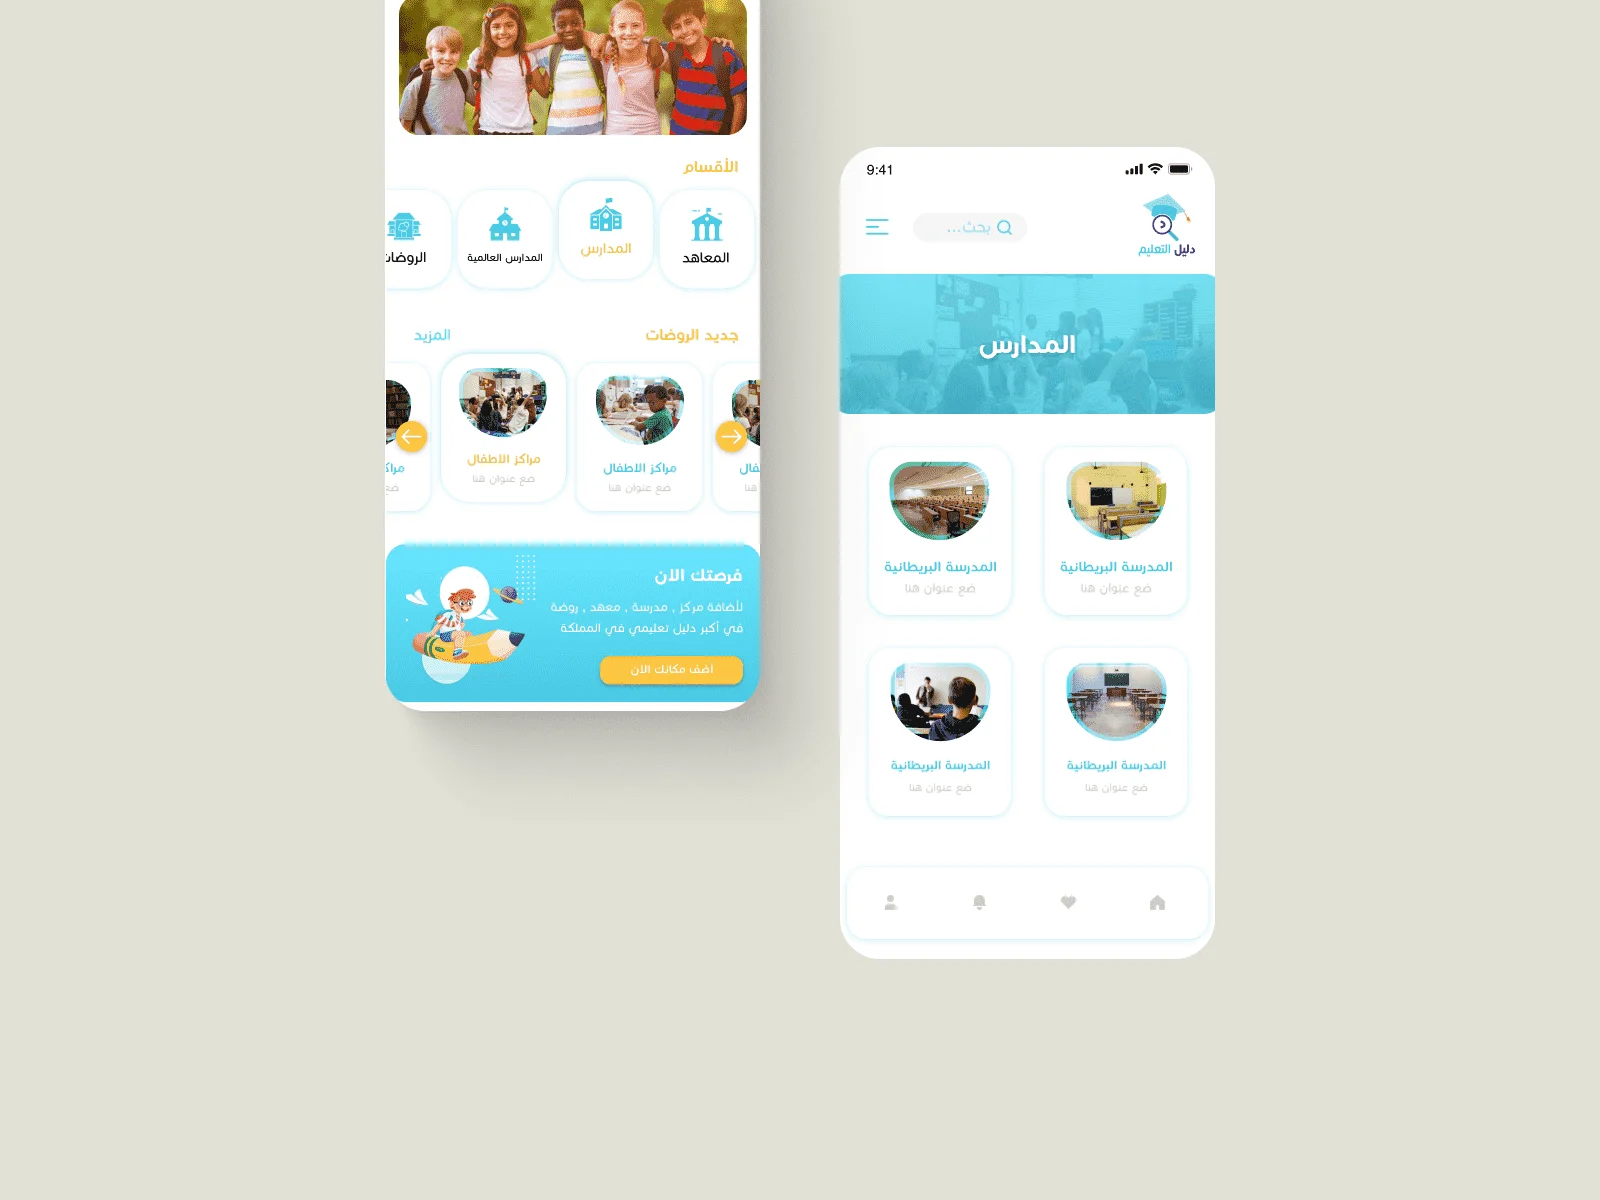 الأقسام
المعاهد
المدارس
المدارس العالمية
الروضات
جديد الروضات
المزيد
مراكز الاطفال
ضع عنوان هنا
مراكز الاطفال
ضع عنوان هنا
فرصتك الان
لأضافة مركز , مدرسة , معهد , روضة
في أكبر دليل تعليمي في المملكة
اضف مكانك الان
9:41
دليل التعليم
بحث...
المدارس
المدرسة البريطانية
ضع عنوان هنا
المدرسة البريطانية
ضع عنوان هنا
المدرسة البريطانية
ضع عنوان هنا
المدرسة البريطانية
ضع عنوان هنا